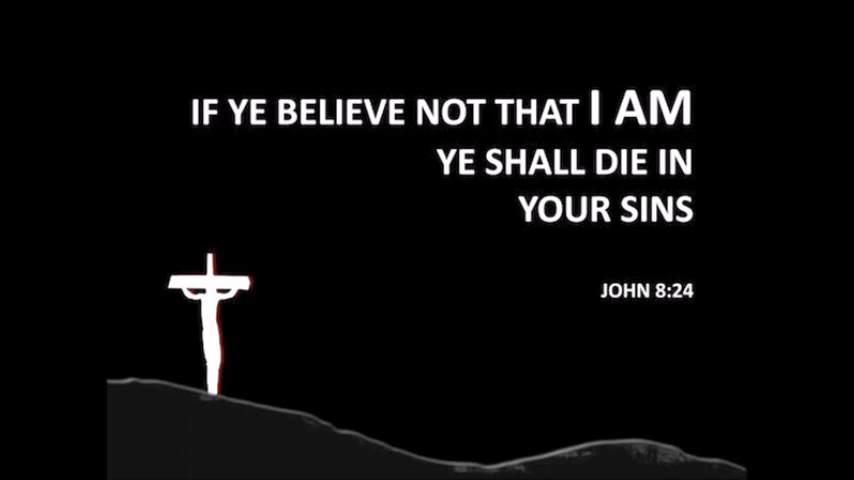 IF YE BELIEVE NOT THAT I AM
YE SHALL DIE IN
YOUR SINS
JOHN 8:24